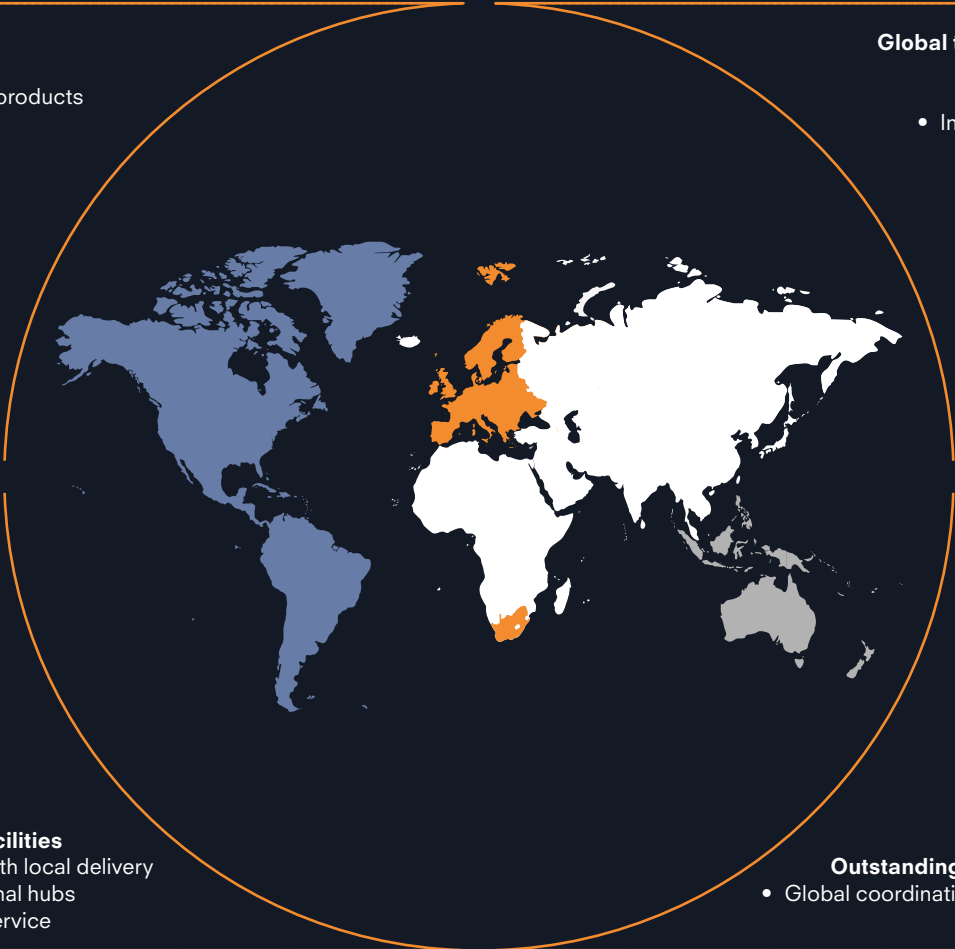 Global
products
• In
cilities
th local delivery
nal hubs
ervice
Outstanding
• Global coordinati